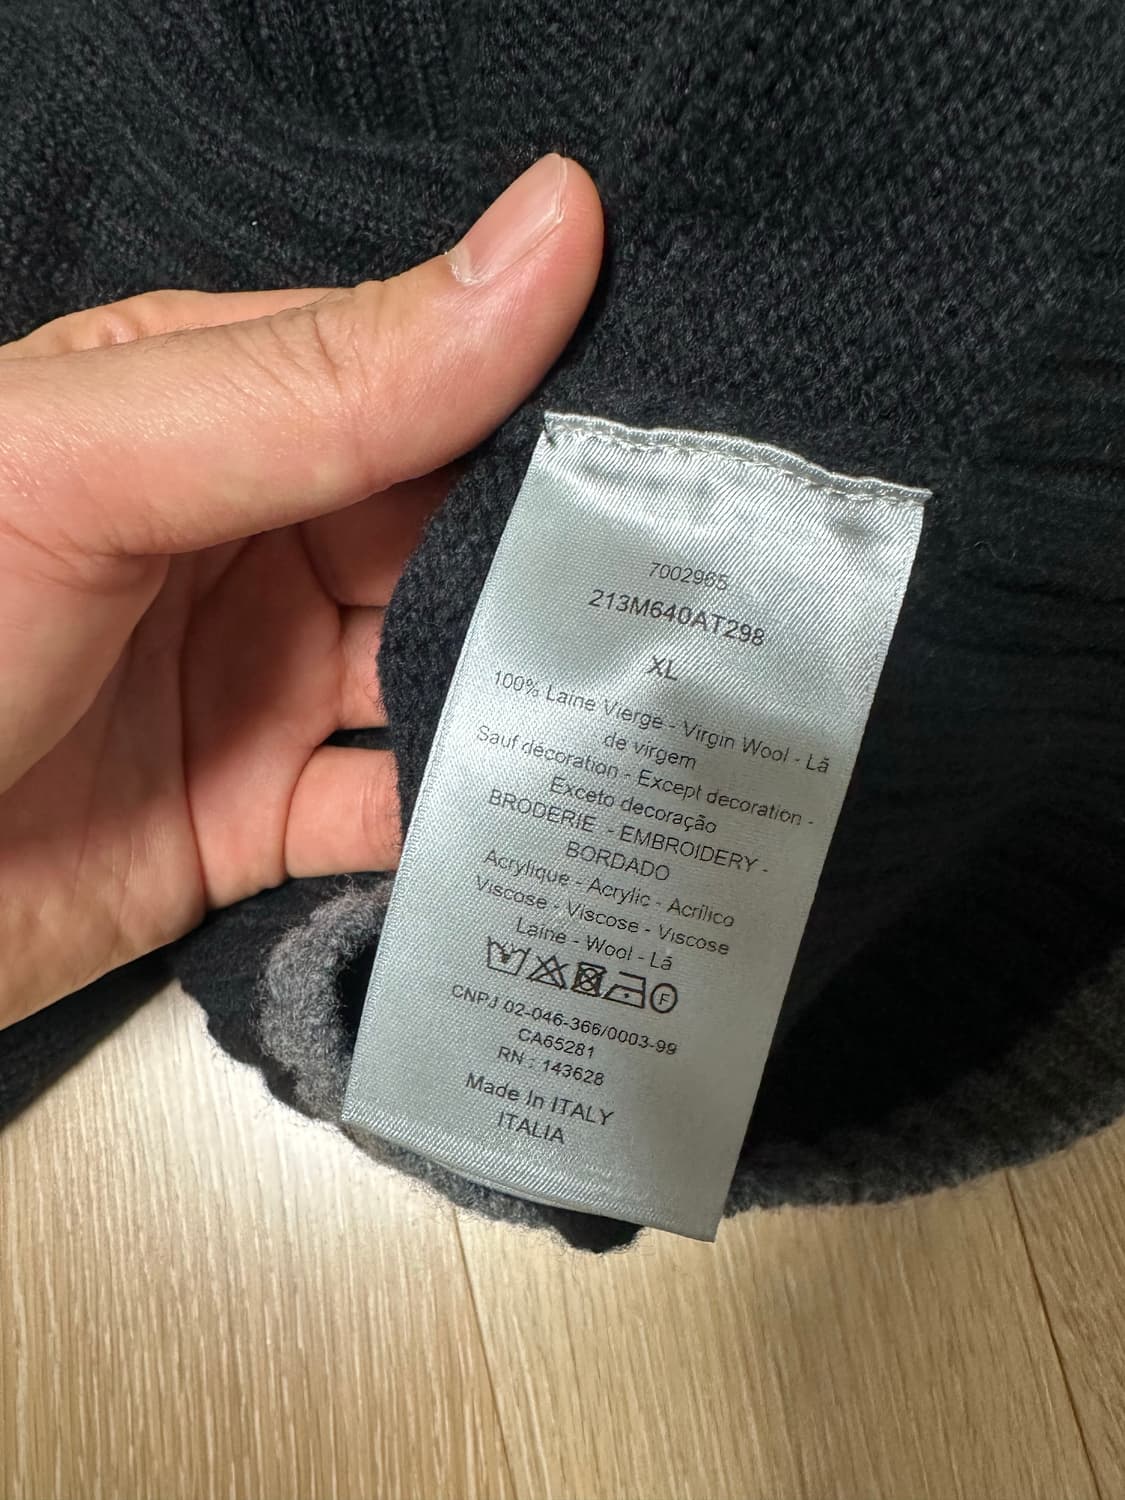 7002965
213M640AT298
XL
100% Laine Vierge - Virgin Wool - Lã
de virgem
Sauf décoration - Except decoration -
Exceto decoração
BRODERIE - EMBROIDERY -
BORDADO
Acrylique - Acrylic - Acrílico
Viscose - Viscose - Viscose
Laine - Wool - Lã
F
CNPJ 02-046-366/0003-99
CA65281
RN : 143628
Made In ITALY
ITALIA